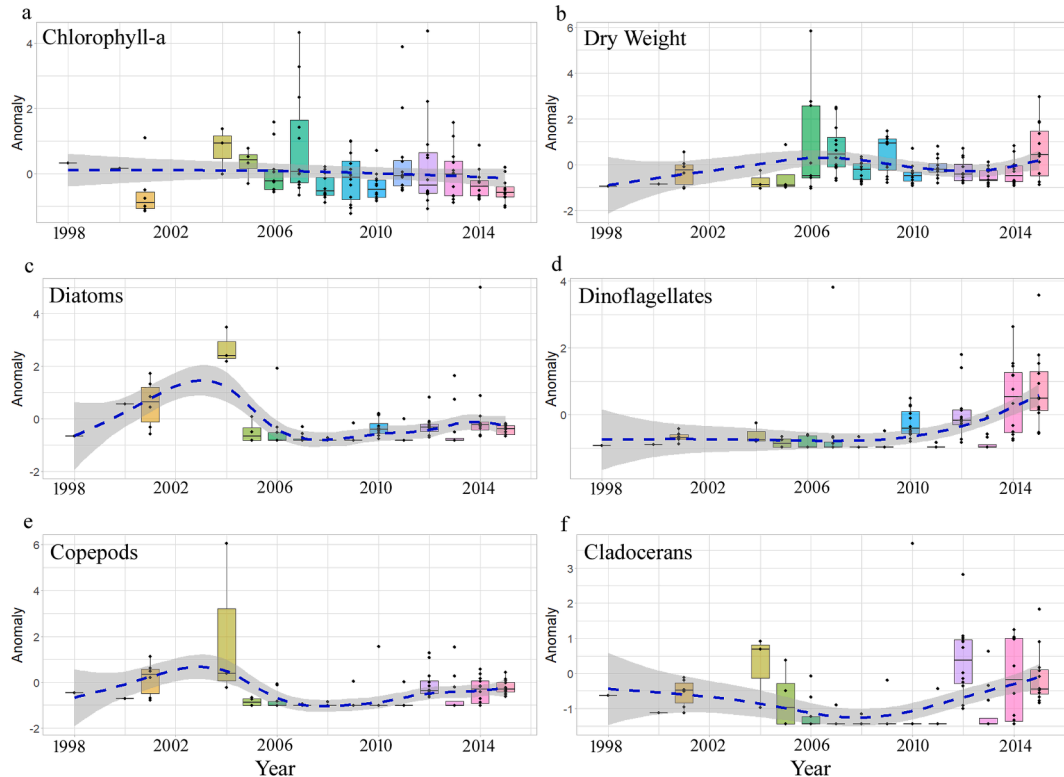 a
Chlorophyll-a
Anomaly
4
2
0
1998
2002
2006
2010
2014
b
Dry Weight
Anomaly
6
4
2
0
-2
1998
2002
2006
2010
2014
c
Diatoms
Anomaly
4
2
0
-2
1998
2002
2006
2010
2014
d
Dinoflagellates
Anomaly
4
2
0
1998
2002
2006
2010
2014
e
Copepods
Anomaly
6
4
2
0
-2
1998
2002
2006
2010
2014
Year
f
Cladocerans
Anomaly
3
2
1
0
-1
1998
2002
2006
2010
2014
Year